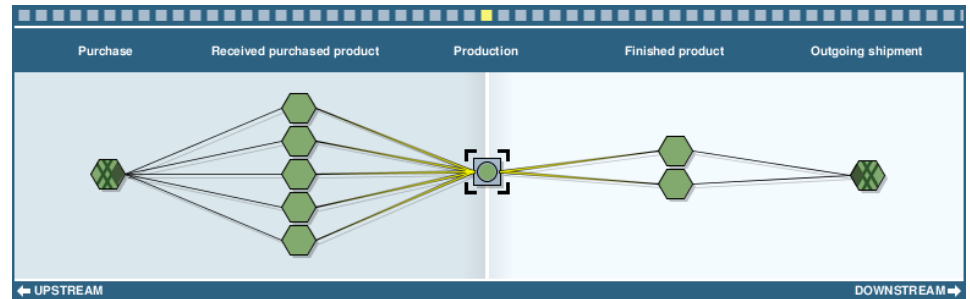 Purchase Received purchased product Production Finished product Outgoing shipment
UPSTREAM DOWNSTREAM